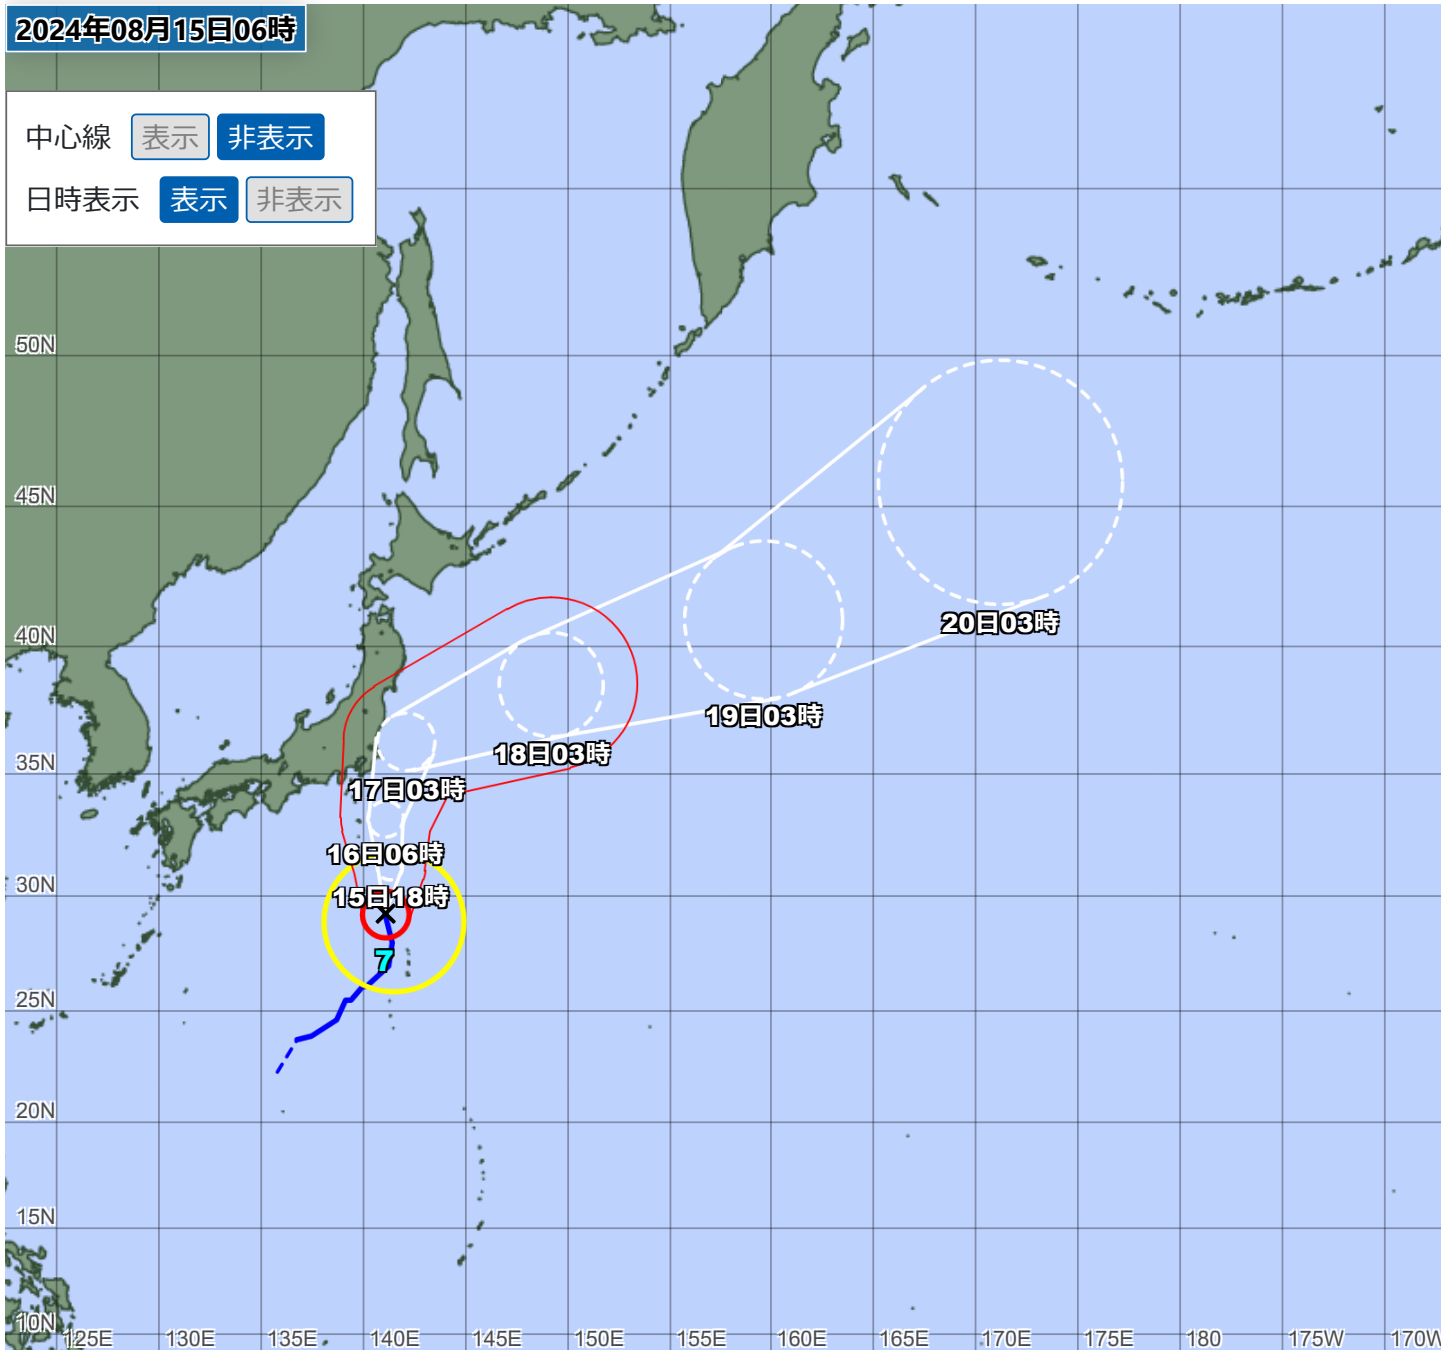 2024年08月15日06時
中心線 表示 非表示
日時表示 表示 非表示
50N
45N
40N
35N
30N
25N
20N
15N
10N
20日03時
19日03時
18日03時
17日03時
16日06時
15日18時
7
125E 130E 135E 140E 145E 150E 155E 160E 165E 170E 175E 180 175W 170W